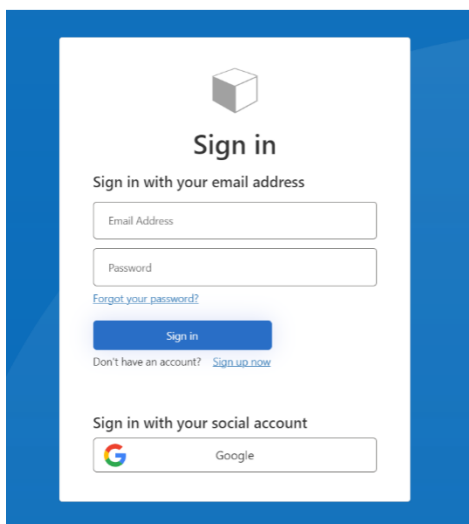 Sign in
Sign in with your email address
Email Address
Password
Forgot your password?
Sign in
Don't have an account? Sign up now
Sign in with your social account
Google